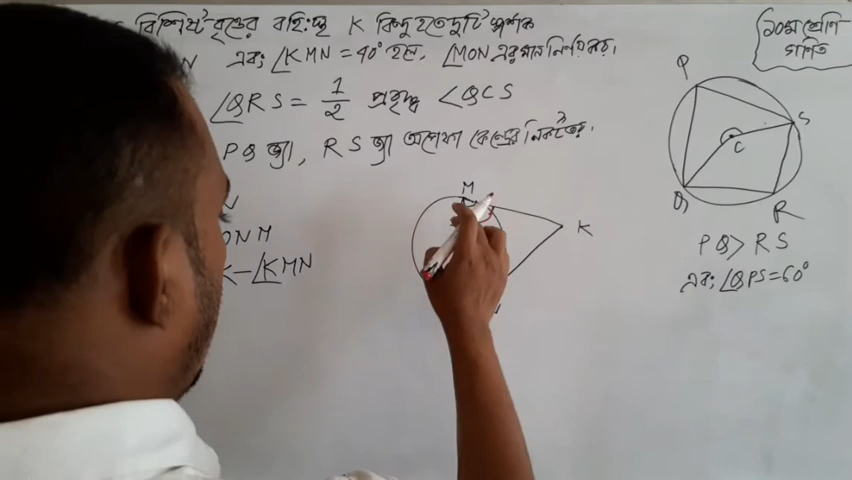 বিশিষ্ট বৃত্তের বহিঃস্থ K বিন্দু হতে দুটি স্পর্শক
N এবং ∠KMN = 40° হলে, ∠MON এর মান নির্ণয় কর।
∠QRS = 1/2 প্রবৃদ্ধ ∠QCS
PQ জ্যা, RS জ্যা অপেক্ষা কেন্দ্রের নিকটতর।
N
ONM
K-∠KMN
M
K
১০ম শ্রেণি
গণিত
P
S
C
Q
R
PQ > RS
এবং ∠QPS = 60°